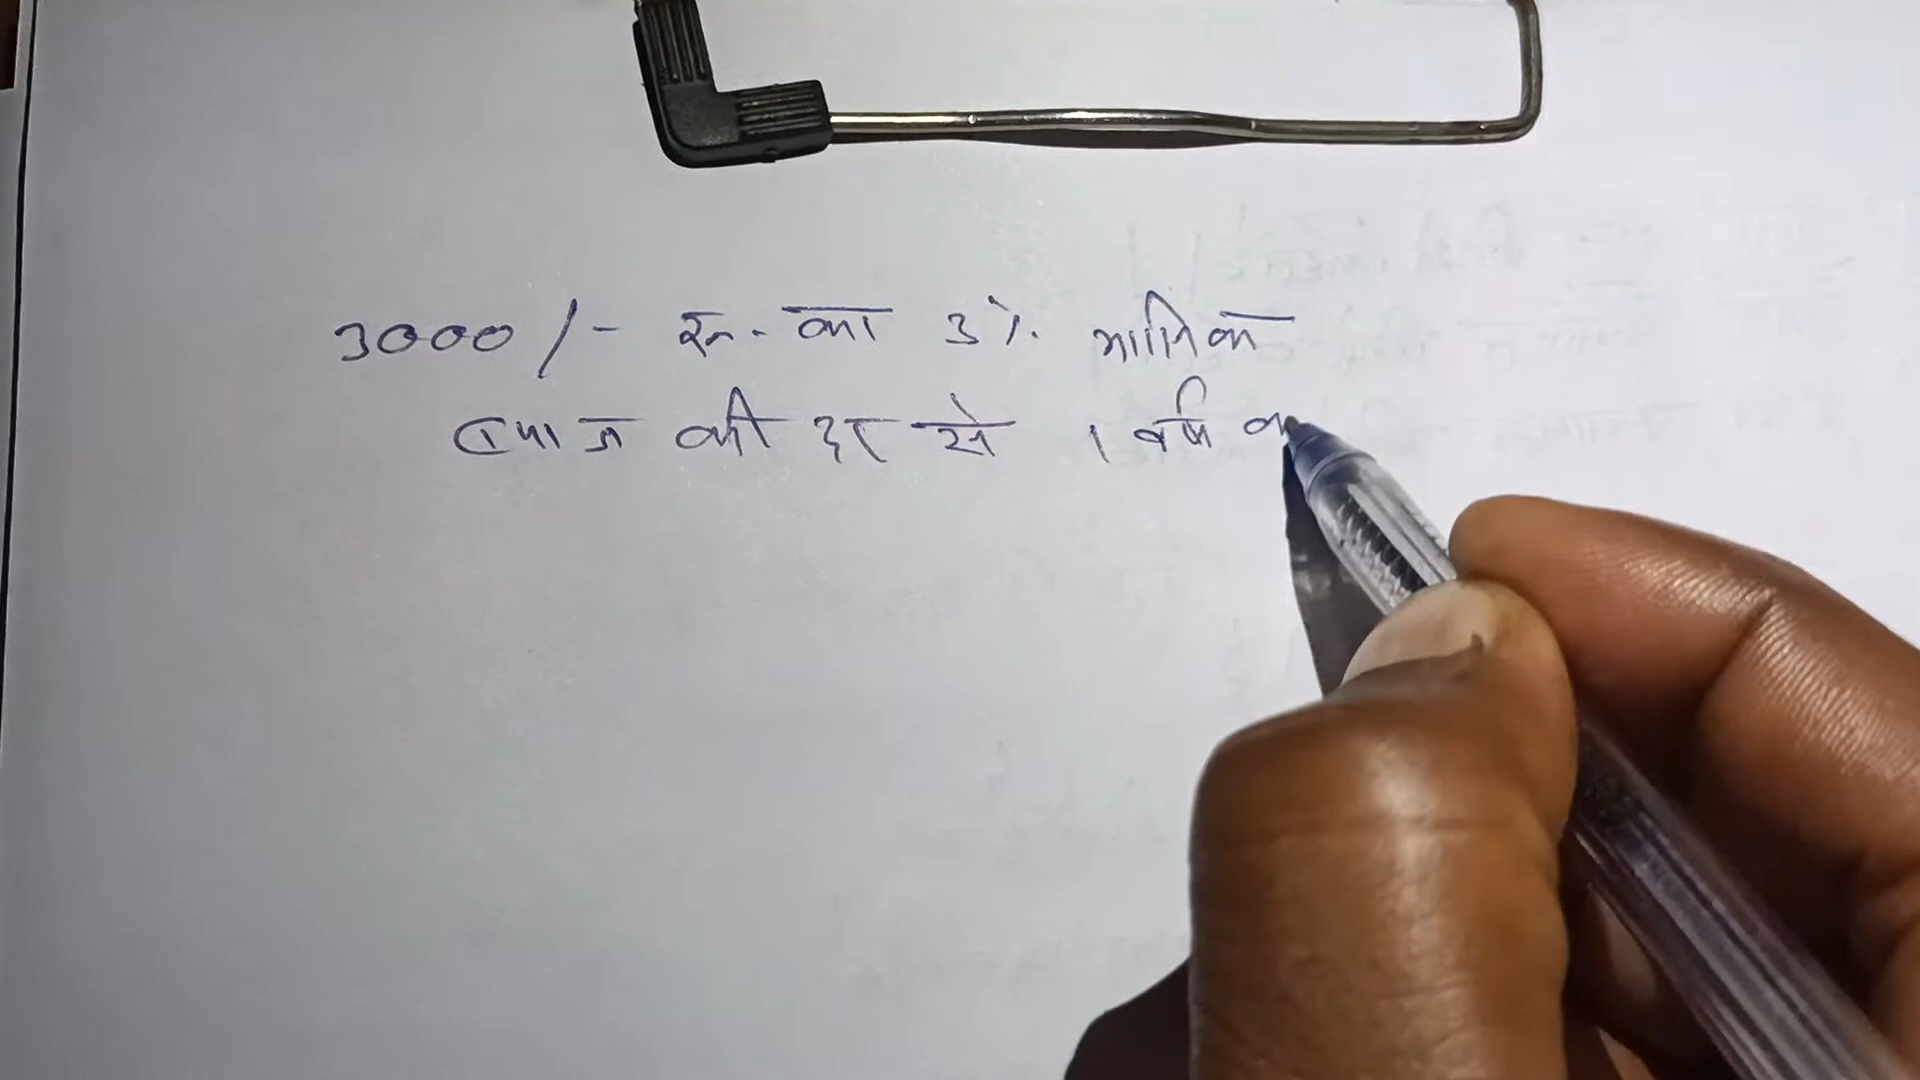 3000/- रु. का 3% मासिक
ब्याज की दर से 1 वर्ष क